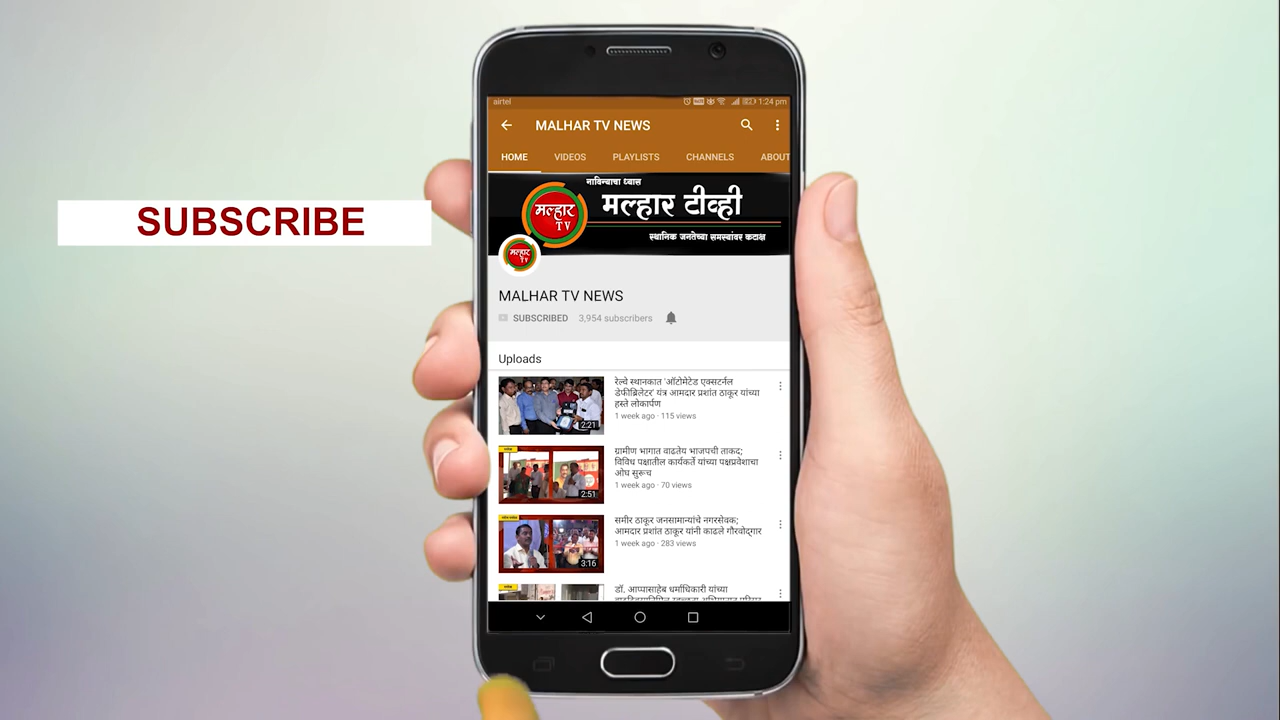 SUBSCRIBE
airtel
1:24 pm
MALHAR TV NEWS
HOME VIDEOS PLAYLISTS CHANNELS ABOUT
नाविन्याचा ध्यास
मल्हार टीव्ही
मल्हार
TV
स्थानिक जनतेच्या समस्यांवर कटाक्ष
मल्हार
TV
MALHAR TV NEWS
SUBSCRIBED 3,954 subscribers
Uploads
रेल्वे स्थानकात 'ऑटोमेटेड एक्सटर्नल
डेफीब्रिलेटर' यंत्र आमदार प्रशांत ठाकूर यांच्या
हस्ते लोकार्पण
1 week ago · 115 views
2:21
ग्रामीण भागात वाढतेय भाजपची ताकद;
विविध पक्षातील कार्यकर्ते यांच्या पक्षप्रवेशाचा
ओघ सुरूच
1 week ago · 70 views
2:51
समीर ठाकूर जनसामान्यांचे नगरसेवक;
आमदार प्रशांत ठाकूर यांनी काढले गौरवोद्गार
1 week ago · 283 views
3:16
डॉ. आप्पासाहेब धर्माधिकारी यांच्या